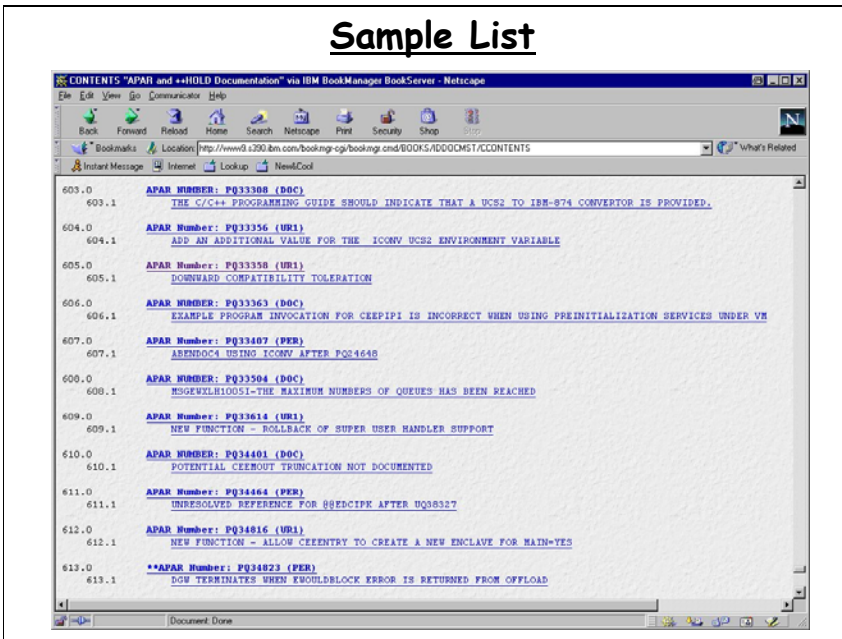 Sample List
CONTENTS "APAR and ++HOLD Documentation" via IBM BookManager BookServer - Netscape
File Edit View Go Communicator Help
Back Forward Reload Home Search Netscape Print Security Shop Stop
Bookmarks Location: http://www9.s390.ibm.com/bookmgr-cgi/bookmgr.cmd/BOOKS/IDDOCMST/CCONTENTS What's Related
Instant Message Internet Lookup New&Cool
603.0 APAR NUMBER: PQ33308 (DOC)
603.1 THE C/C++ PROGRAMMING GUIDE SHOULD INDICATE THAT A UCS2 TO IBM-874 CONVERTOR IS PROVIDED.
604.0 APAR Number: PQ33356 (UR1)
604.1 ADD AN ADDITIONAL VALUE FOR THE ICONV UCS2 ENVIRONMENT VARIABLE
605.0 APAR Number: PQ33358 (UR1)
605.1 DOWNWARD COMPATIBILITY TOLERATION
606.0 APAR NUMBER: PQ33363 (DOC)
606.1 EXAMPLE PROGRAM INVOCATION FOR CEEPIPI IS INCORRECT WHEN USING PREINITIALIZATION SERVICES UNDER VM
607.0 APAR Number: PQ33407 (PER)
607.1 ABEND0C4 USING ICONV AFTER PQ24648
608.0 APAR NUMBER: PQ33504 (DOC)
608.1 MSGEWXLH1005I-THE MAXIMUM NUMBERS OF QUEUES HAS BEEN REACHED
609.0 APAR Number: PQ33614 (UR1)
609.1 NEW FUNCTION - ROLLBACK OF SUPER USER HANDLER SUPPORT
610.0 APAR NUMBER: PQ34401 (DOC)
610.1 POTENTIAL CEEMOUT TRUNCATION NOT DOCUMENTED
611.0 APAR Number: PQ34464 (PER)
611.1 UNRESOLVED REFERENCE FOR @@EDCIPK AFTER UQ38327
612.0 APAR Number: PQ34816 (UR1)
612.1 NEW FUNCTION - ALLOW CEEENTRY TO CREATE A NEW ENCLAVE FOR MAIN=YES
613.0 **APAR Number: PQ34823 (PER)
613.1 DGW TERMINATES WHEN EWOULDBLOCK ERROR IS RETURNED FROM OFFLOAD
Document: Done